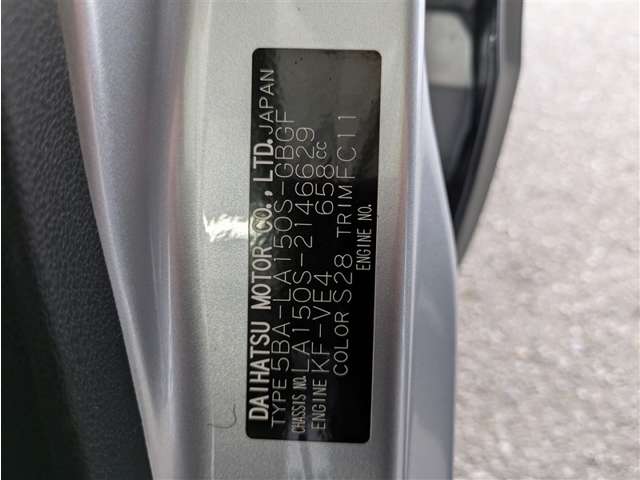 DAIHATSU MOTOR CO., LTD. JAPAN
TYPE 5BA-LA150S-GBGF
CHASSIS NO. LA150S-2146629
ENGINE KF-VE4 658CC
COLOR S28 TRIM FC11
ENGINE NO.